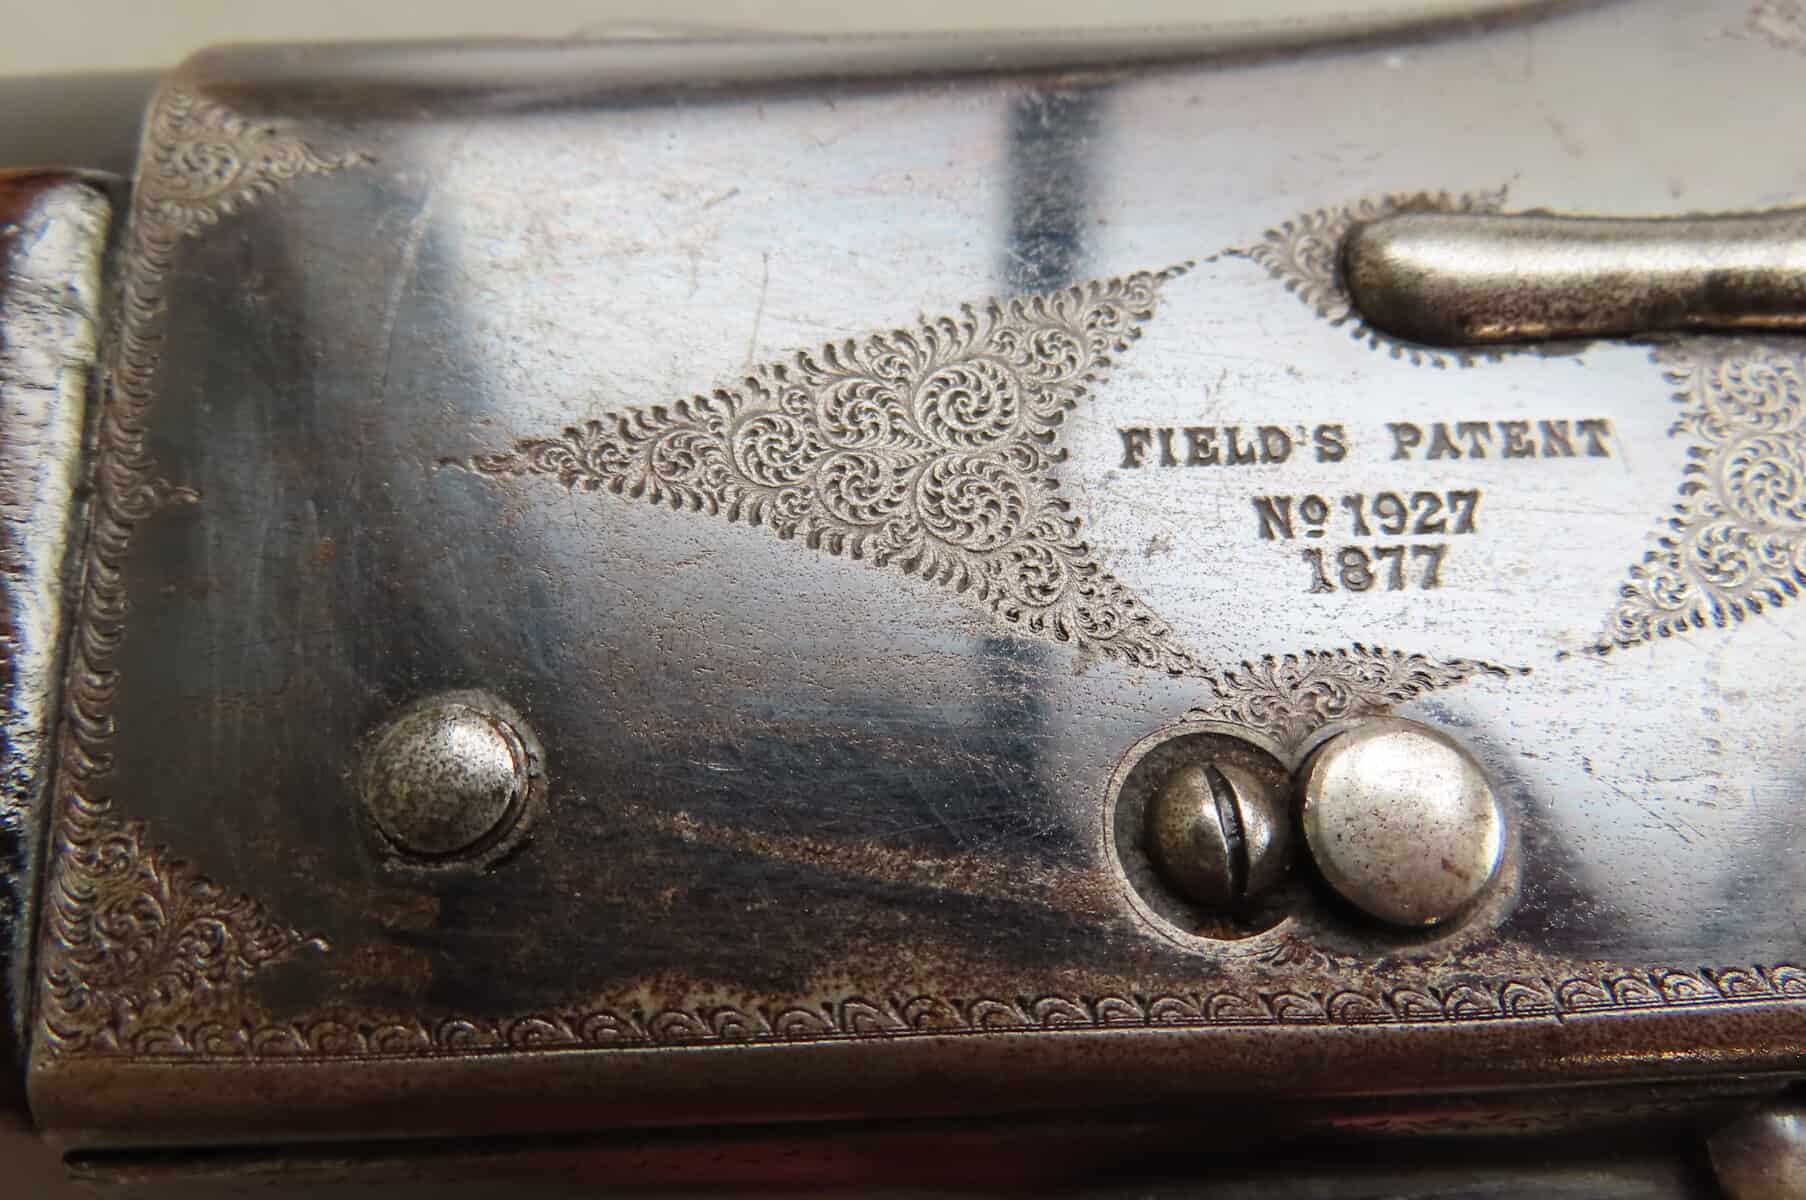 FIELD'S PATENT
Nº 1927
1877